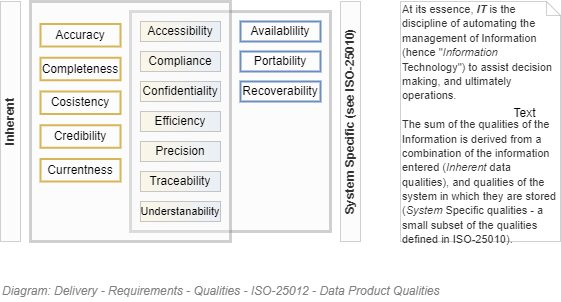 Inherent
Accuracy
Completeness
Cosistency
Credibility
Currentness
Accessibility
Compliance
Confidentiality
Efficiency
Precision
Traceability
Understanability
Availability
Portability
Recoverability
System Specific (see ISO-25010)
At its essence, IT is the
discipline of automating the
management of Information
(hence "Information
Technology") to assist decision
making, and ultimately
operations.
Text
The sum of the qualities of the
Information is derived from a
combination of the information
entered (Inherent data
qualities), and qualities of the
system in which they are stored
(System Specific qualities - a
small subset of the qualities
defined in ISO-25010).
Diagram: Delivery - Requirements - Qualities - ISO-25012 - Data Product Qualities